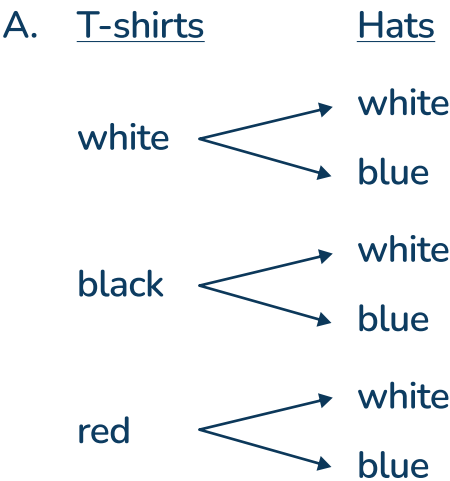 A. T-shirts Hats
white
white
blue
white
black
blue
white
red
blue